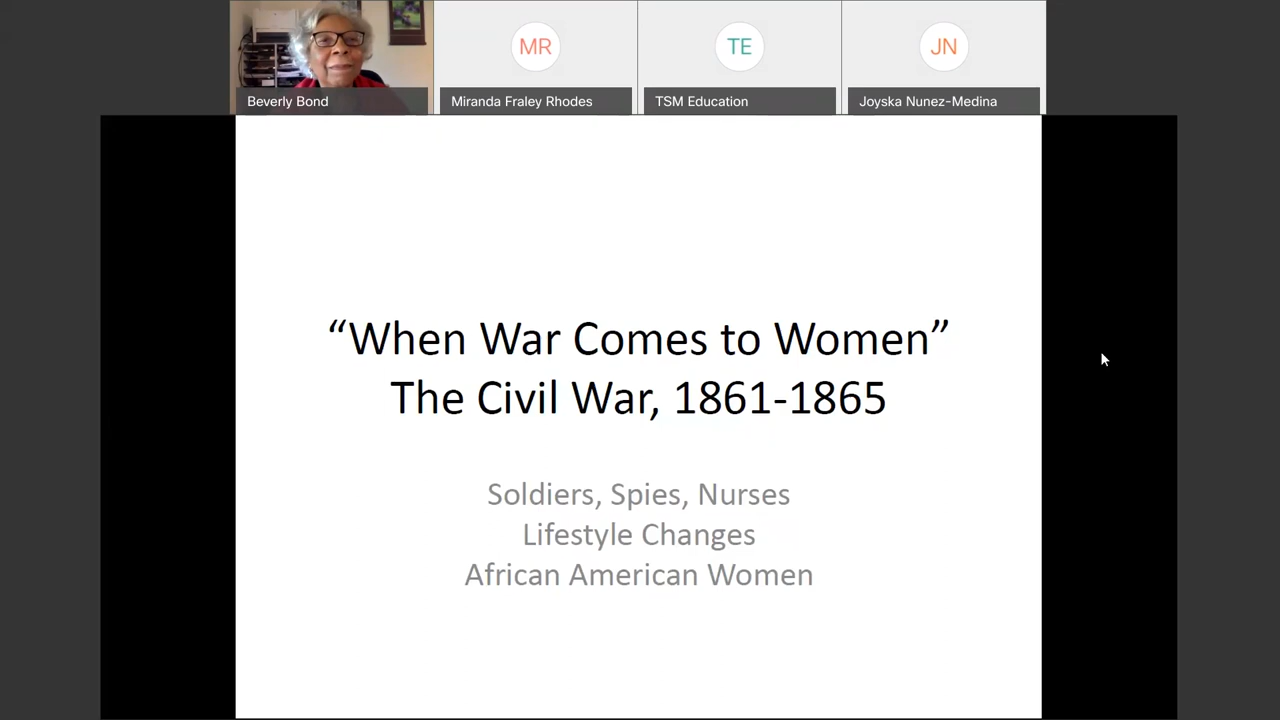 MR
TE
JN
Beverly Bond
Miranda Fraley Rhodes
TSM Education
Joyska Nunez-Medina
“When War Comes to Women”
The Civil War, 1861-1865
Soldiers, Spies, Nurses
Lifestyle Changes
African American Women